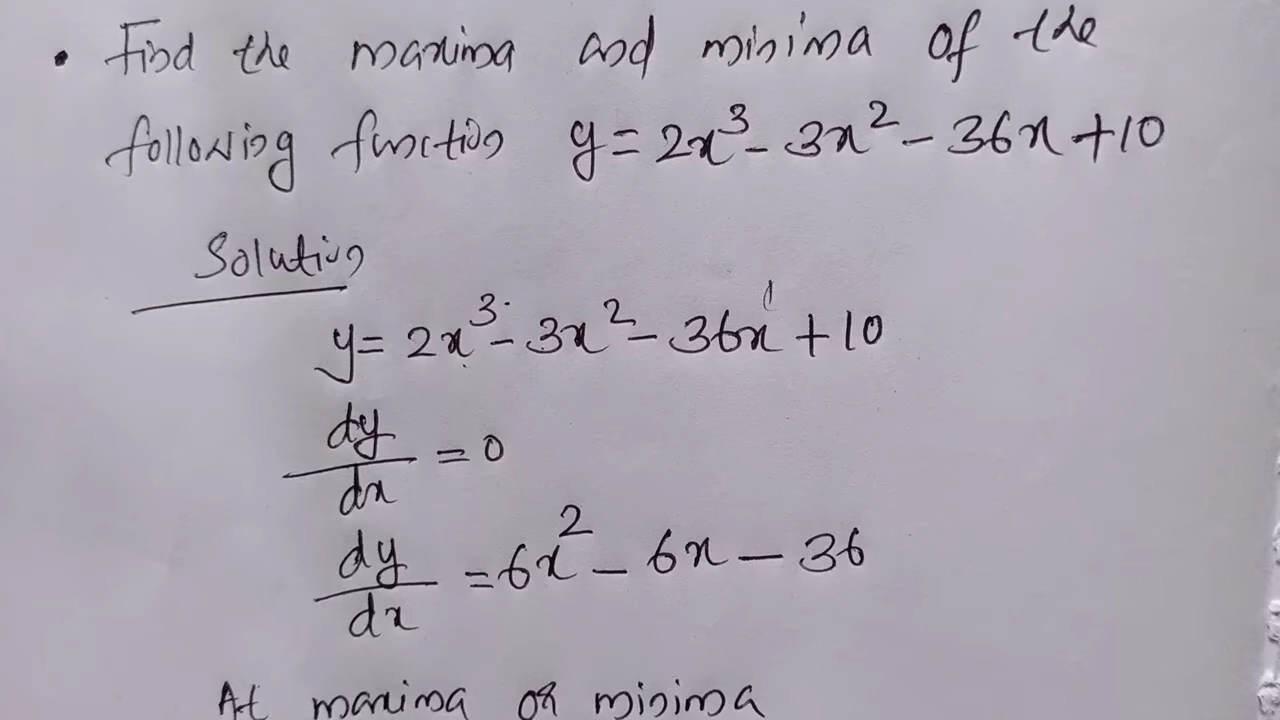 • Find the maxima and minima of the
following function y = 2x³ - 3x² - 36x + 10
Solution
y = 2x³ - 3x² - 36x¹ + 10
dy/dx = 0
dy/dx = 6x² - 6x - 36
At maxima or minima